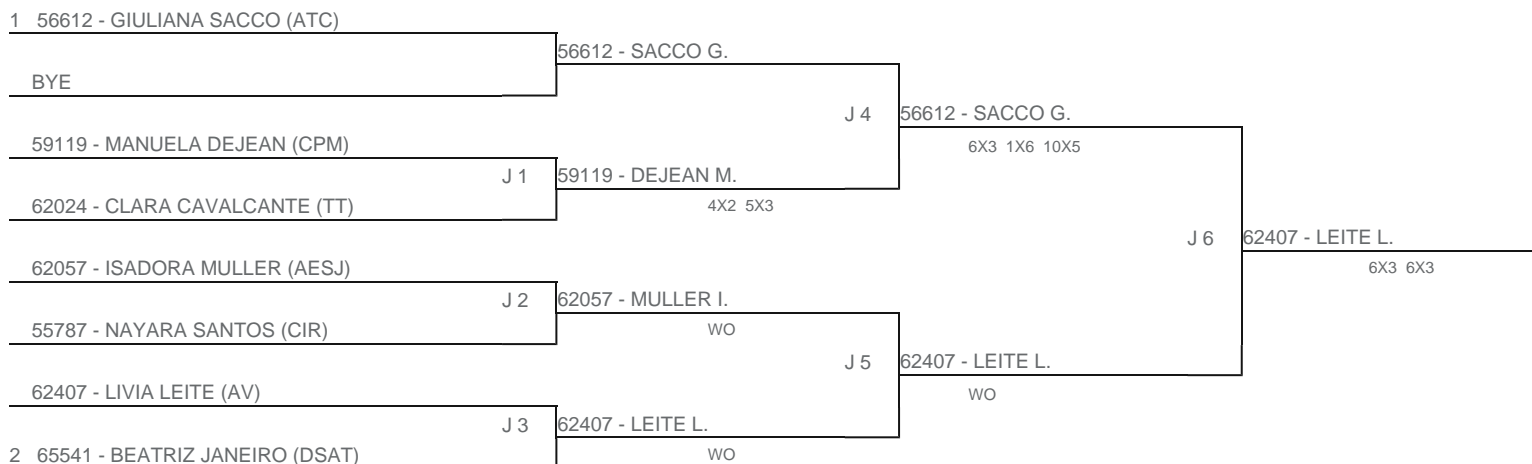 1 56612 - GIULIANA SACCO (ATC)
56612 - SACCO G.
BYE
J 4
56612 - SACCO G.
59119 - MANUELA DEJEAN (CPM)
6X3 1X6 10X5
J 1
59119 - DEJEAN M.
62024 - CLARA CAVALCANTE (TT)
4X2 5X3
J 6
62407 - LEITE L.
62057 - ISADORA MULLER (AESJ)
6X3 6X3
J 2
62057 - MULLER I.
55787 - NAYARA SANTOS (CIR)
WO
J 5
62407 - LEITE L.
62407 - LIVIA LEITE (AV)
WO
J 3
62407 - LEITE L.
2 65541 - BEATRIZ JANEIRO (DSAT)
WO